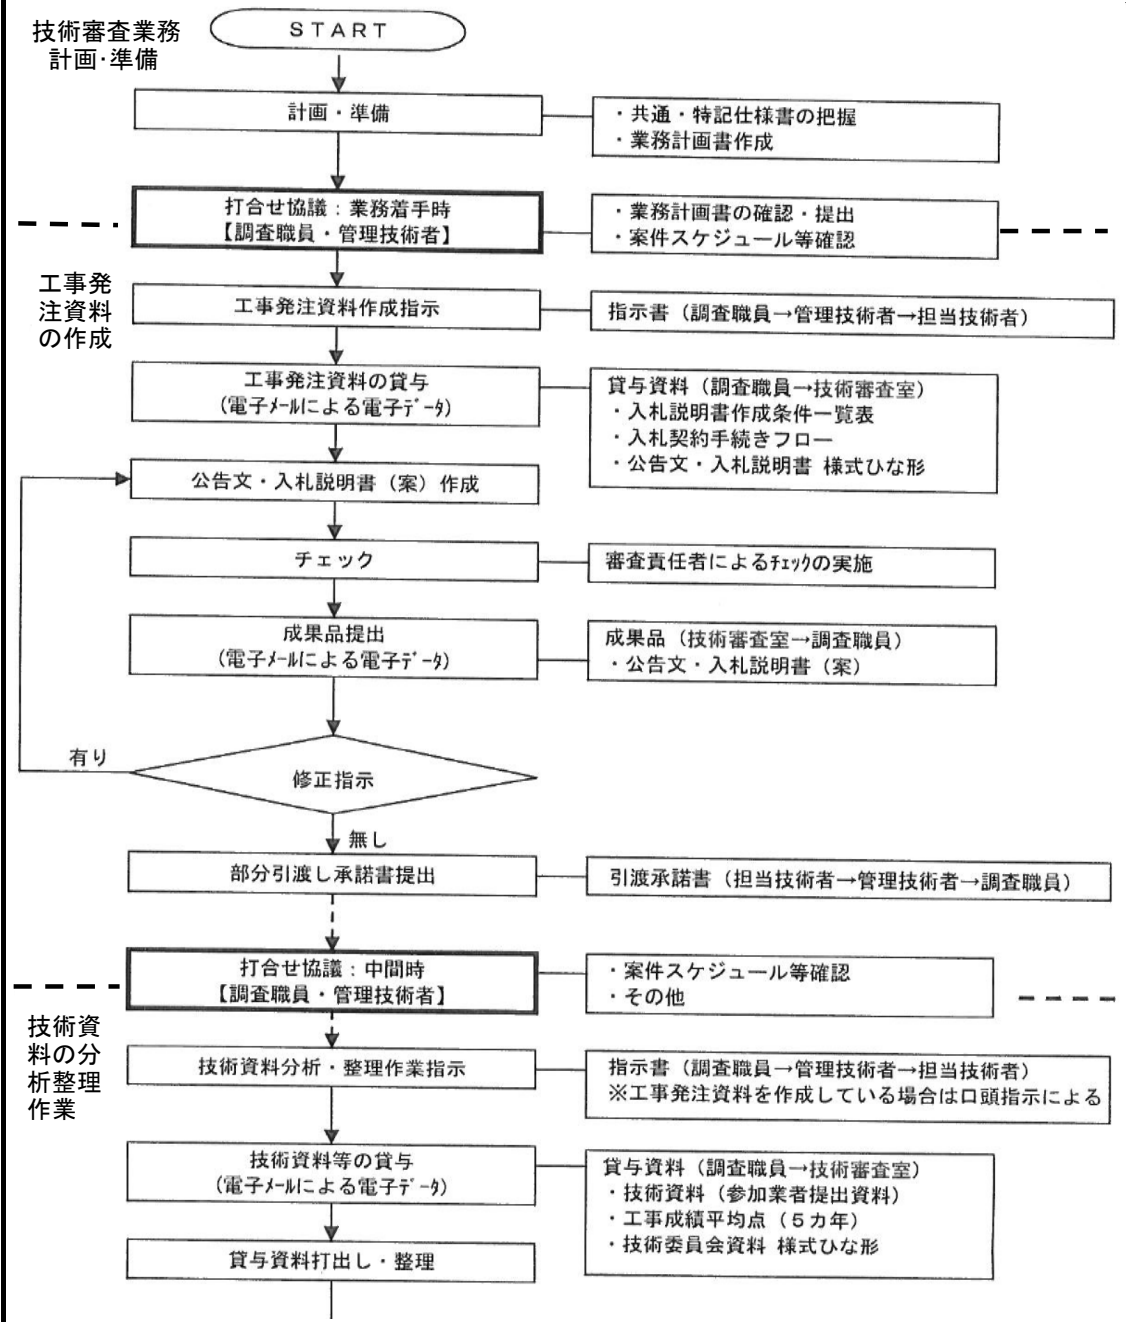 技術審査業務
計画・準備
START
計画・準備
・共通・特記仕様書の把握
・業務計画書作成
打合せ協議：業務着手時
【調査職員・管理技術者】
・業務計画書の確認・提出
・案件スケジュール等確認
工事発
注資料
の作成
工事発注資料作成指示
指示書（調査職員→管理技術者→担当技術者）
工事発注資料の貸与
(電子ﾒｰﾙによる電子ﾃﾞｰﾀ)
貸与資料（調査職員→技術審査室）
・入札説明書作成条件一覧表
・入札契約手続きフロー
・公告文・入札説明書 様式ひな形
公告文・入札説明書（案）作成
チェック
審査責任者によるﾁｪｯｸの実施
成果品提出
(電子ﾒｰﾙによる電子ﾃﾞｰﾀ)
成果品（技術審査室→調査職員）
・公告文・入札説明書（案）
有り
修正指示
無し
部分引渡し承諾書提出
引渡承諾書（担当技術者→管理技術者→調査職員）
打合せ協議：中間時
【調査職員・管理技術者】
・案件スケジュール等確認
・その他
技術資
料の分
析整理
作業
技術資料分析・整理作業指示
指示書（調査職員→管理技術者→担当技術者）
※工事発注資料を作成している場合は口頭指示による
技術資料等の貸与
(電子ﾒｰﾙによる電子ﾃﾞｰﾀ)
貸与資料（調査職員→技術審査室）
・技術資料（参加業者提出資料）
・工事成績平均点（５カ年）
・技術委員会資料 様式ひな形
貸与資料打出し・整理